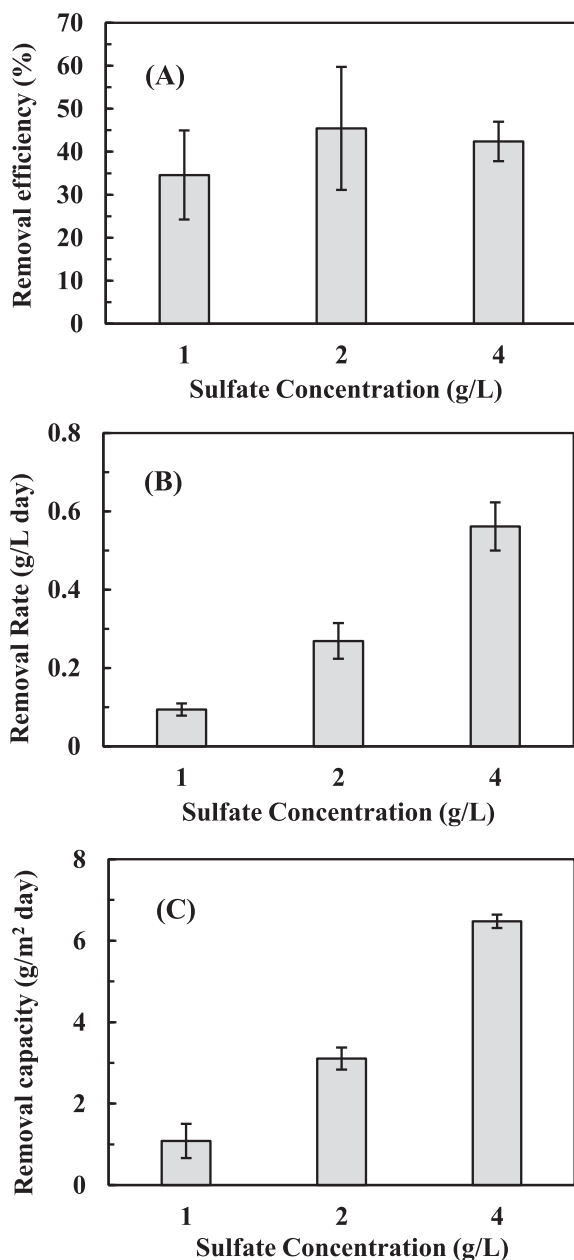 70
60
50
40
30
20
10
0
Removal efficiency (%)
(A)
1 2 4
Sulfate Concentration (g/L)
0.8
0.6
0.4
0.2
0
Removal Rate (g/L day)
(B)
1 2 4
Sulfate Concentration (g/L)
8
6
4
2
0
Removal capacity (g/m² day)
(C)
1 2 4
Sulfate Concentration (g/L)